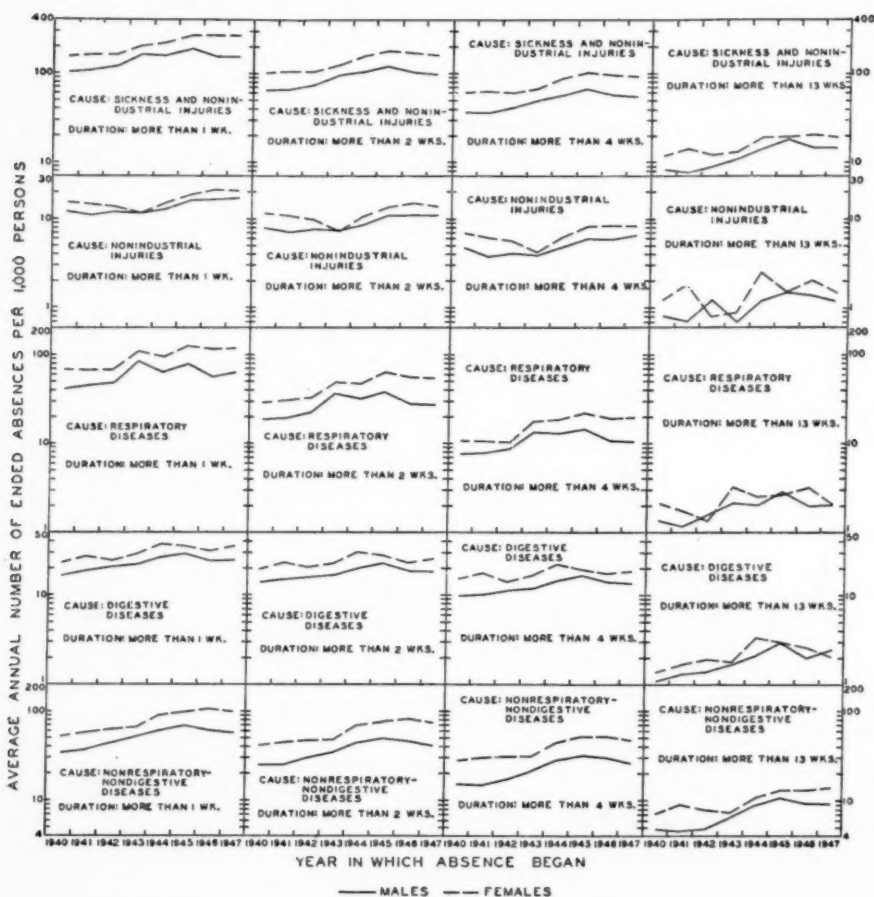 AVERAGE ANNUAL NUMBER OF ENDED ABSENCES PER 1,000 PERSONS
400
100
10
CAUSE: SICKNESS AND NONIN-
DUSTRIAL INJURIES
DURATION: MORE THAN 1 WK.
CAUSE: SICKNESS AND NONIN-
DUSTRIAL INJURIES
DURATION: MORE THAN 2 WKS.
CAUSE: SICKNESS AND NONIN-
DUSTRIAL INJURIES
DURATION: MORE THAN 4 WKS.
CAUSE: SICKNESS AND NONIN-
DUSTRIAL INJURIES
DURATION: MORE THAN 13 WKS.
400
100
10
30
10
1
CAUSE: NONINDUSTRIAL
INJURIES
DURATION: MORE THAN 1 WK.
CAUSE: NONINDUSTRIAL
INJURIES
DURATION: MORE THAN 2 WKS.
CAUSE: NONINDUSTRIAL
INJURIES
DURATION: MORE THAN 4 WKS.
CAUSE: NONINDUSTRIAL
INJURIES
DURATION: MORE THAN 13 WKS.
30
10
1
200
100
10
1
CAUSE: RESPIRATORY
DISEASES
DURATION: MORE THAN 1 WK.
CAUSE: RESPIRATORY
DISEASES
DURATION: MORE THAN 2 WKS.
CAUSE: RESPIRATORY
DISEASES
DURATION: MORE THAN 4 WKS.
CAUSE: RESPIRATORY
DISEASES
DURATION: MORE THAN 13 WKS.
200
100
10
1
50
10
1
CAUSE: DIGESTIVE
DISEASES
DURATION: MORE THAN 1 WK.
CAUSE: DIGESTIVE
DISEASES
DURATION: MORE THAN 2 WKS.
CAUSE: DIGESTIVE
DISEASES
DURATION: MORE THAN 4 WKS.
CAUSE: DIGESTIVE
DISEASES
DURATION: MORE THAN 13 WKS.
50
10
1
200
100
10
4
CAUSE: NONRESPIRATORY-
NONDIGESTIVE
DISEASES
DURATION: MORE THAN 1 WK.
CAUSE: NONRESPIRATORY-
NONDIGESTIVE
DISEASES
DURATION: MORE THAN 2 WKS.
CAUSE: NONRESPIRATORY-
NONDIGESTIVE
DISEASES
DURATION: MORE THAN 4 WKS.
CAUSE: NONRESPIRATORY-
NONDIGESTIVE
DISEASES
DURATION: MORE THAN 13 WKS.
200
100
10
4
1940 1941 1942 1943 1944 1945 1946 1947
1940 1941 1942 1943 1944 1945 1946 1947
1940 1941 1942 1943 1944 1945 1946 1947
1940 1941 1942 1943 1944 1945 1946 1947
YEAR IN WHICH ABSENCE BEGAN
MALES FEMALES